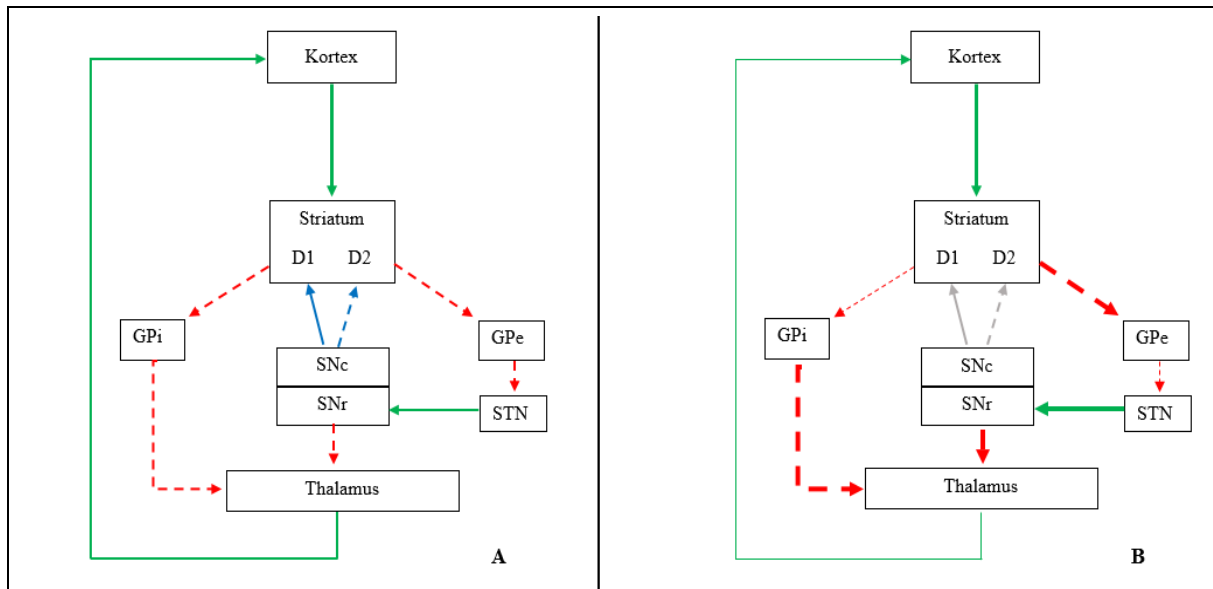 Kortex
Striatum
D1 D2
GPi
GPe
SNc
SNr
STN
Thalamus
A
Kortex
Striatum
D1 D2
GPi
GPe
SNc
SNr
STN
Thalamus
B